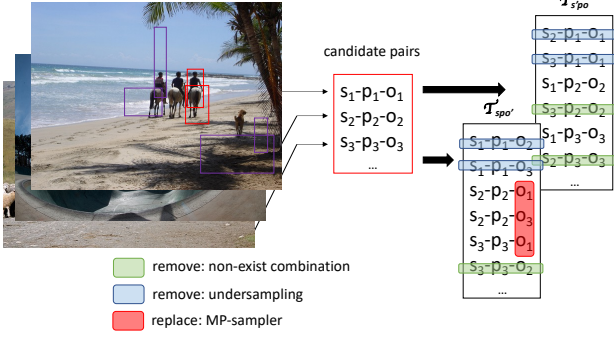 T s'po
s2-p1-o1
s3-p1-o1
s1-p2-o2
s3-p2-o2
s1-p3-o3
s2-p3-o3
...
candidate pairs
s1-p1-o1
s2-p2-o2
s3-p3-o3
...
T spo'
s1-p1-o2
s1-p1-o3
s2-p2-o1
s2-p2-o3
s3-p3-o1
s3-p3-o2
...
remove: non-exist combination
remove: undersampling
replace: MP-sampler